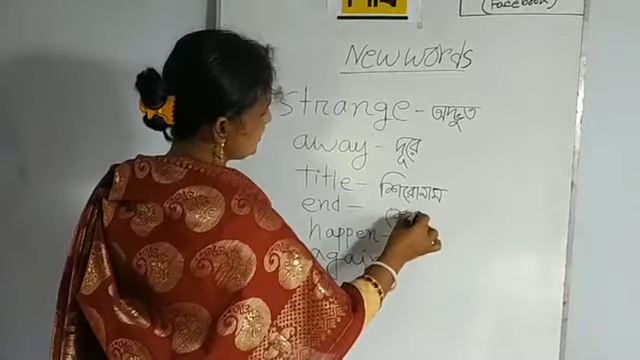 (Facebook)
New words
strange - অদ্ভুত
away - দূরে
title - শিরোনাম
end -
happen -
again